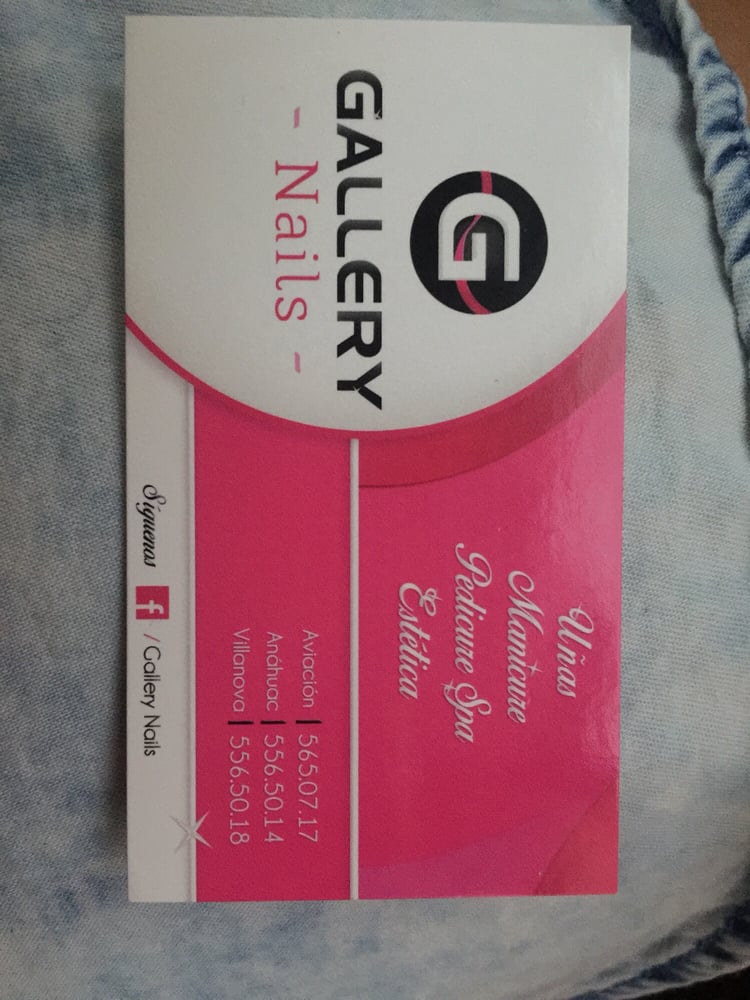 G
GALLERY
- Nails -
Uñas
Manicure
Pedicure Spa
Estética
Aviación | 565.07.17
Anáhuac | 556.50.14
Villanova | 556.50.18
Síguenos f / Gallery Nails